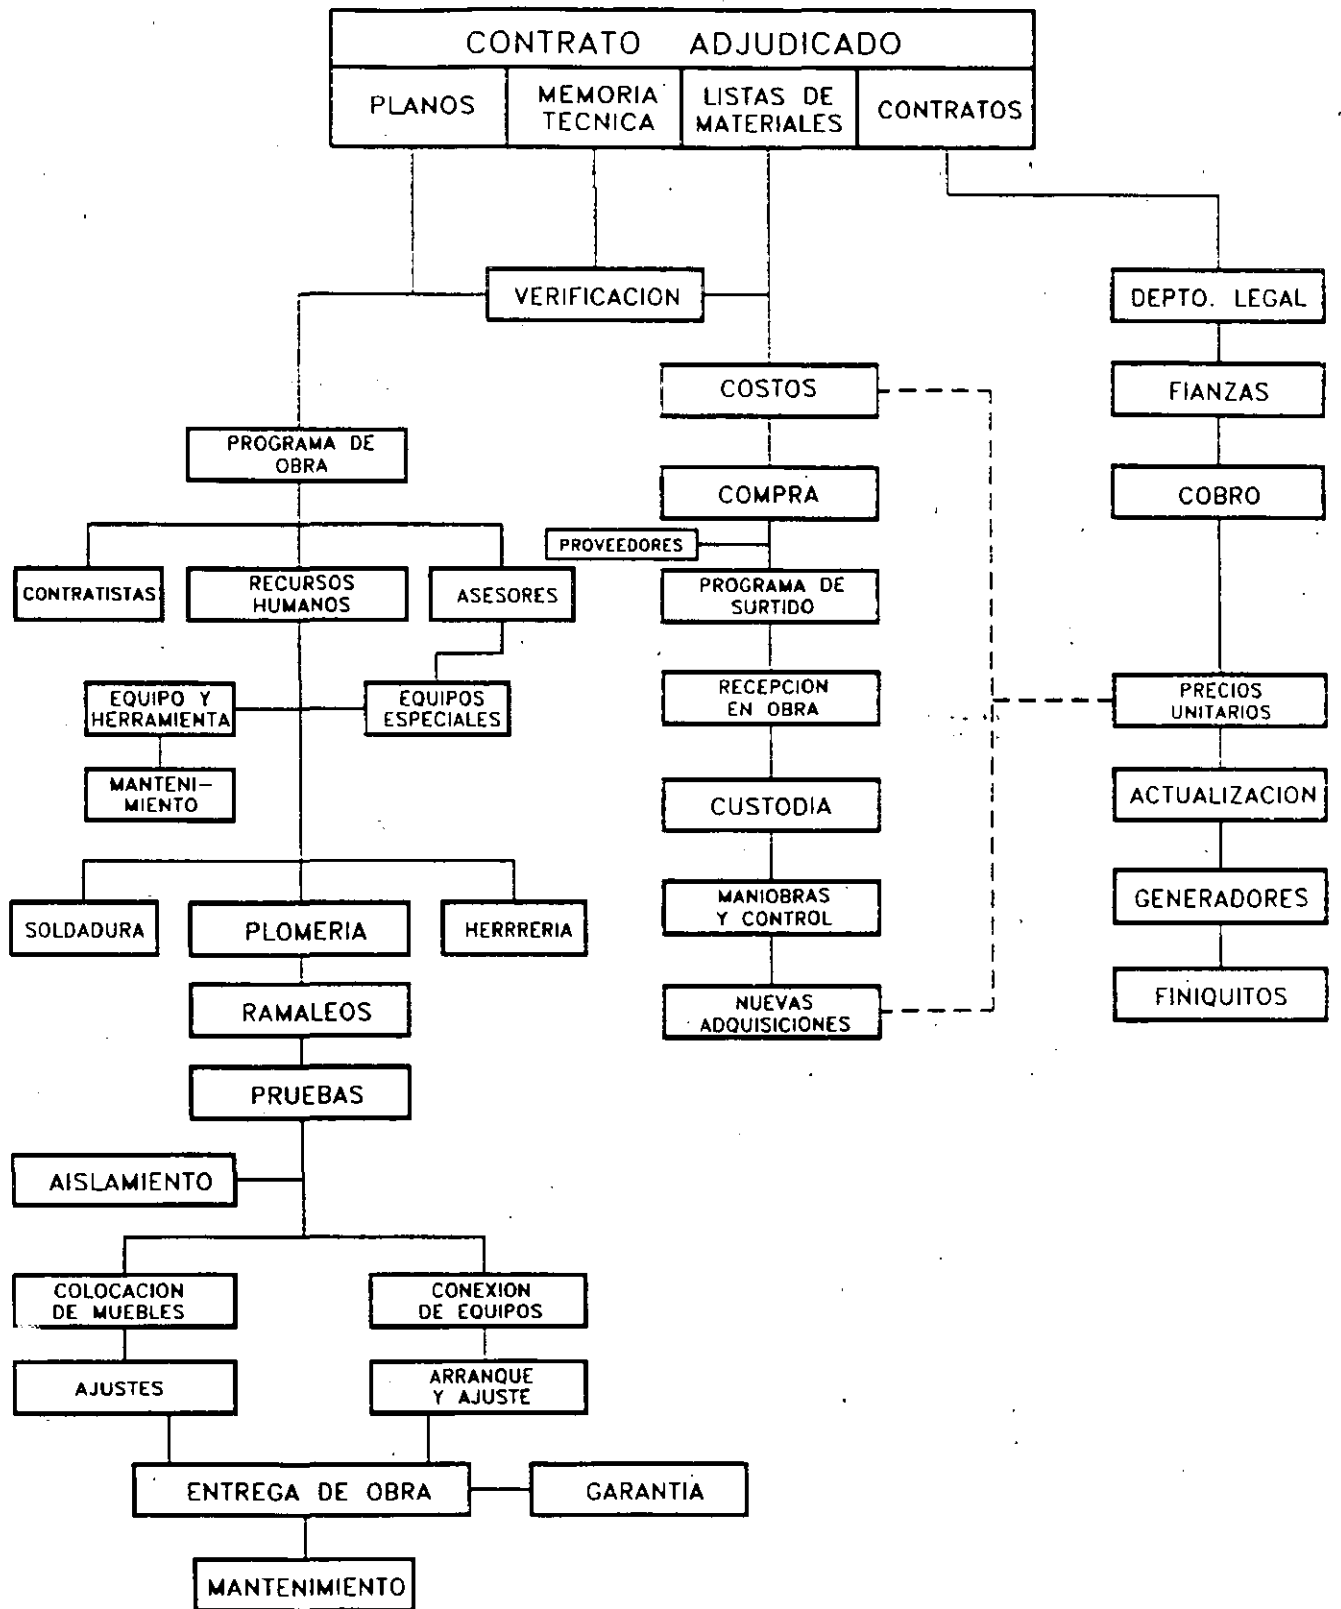 CONTRATO ADJUDICADO
PLANOS
MEMORIA
TECNICA
LISTAS DE
MATERIALES
CONTRATOS
VERIFICACION
DEPTO. LEGAL
COSTOS
FIANZAS
PROGRAMA DE
OBRA
COMPRA
COBRO
PROVEEDORES
CONTRATISTAS
RECURSOS
HUMANOS
ASESORES
PROGRAMA DE
SURTIDO
EQUIPO Y
HERRAMIENTA
EQUIPOS
ESPECIALES
RECEPCION
EN OBRA
PRECIOS
UNITARIOS
MANTENI-
MIENTO
CUSTODIA
ACTUALIZACION
SOLDADURA
PLOMERIA
HERRRERIA
MANIOBRAS
Y CONTROL
GENERADORES
RAMALEOS
NUEVAS
ADQUISICIONES
FINIQUITOS
PRUEBAS
AISLAMIENTO
COLOCACION
DE MUEBLES
CONEXION
DE EQUIPOS
AJUSTES
ARRANQUE
Y AJUSTE
ENTREGA DE OBRA
GARANTIA
MANTENIMIENTO